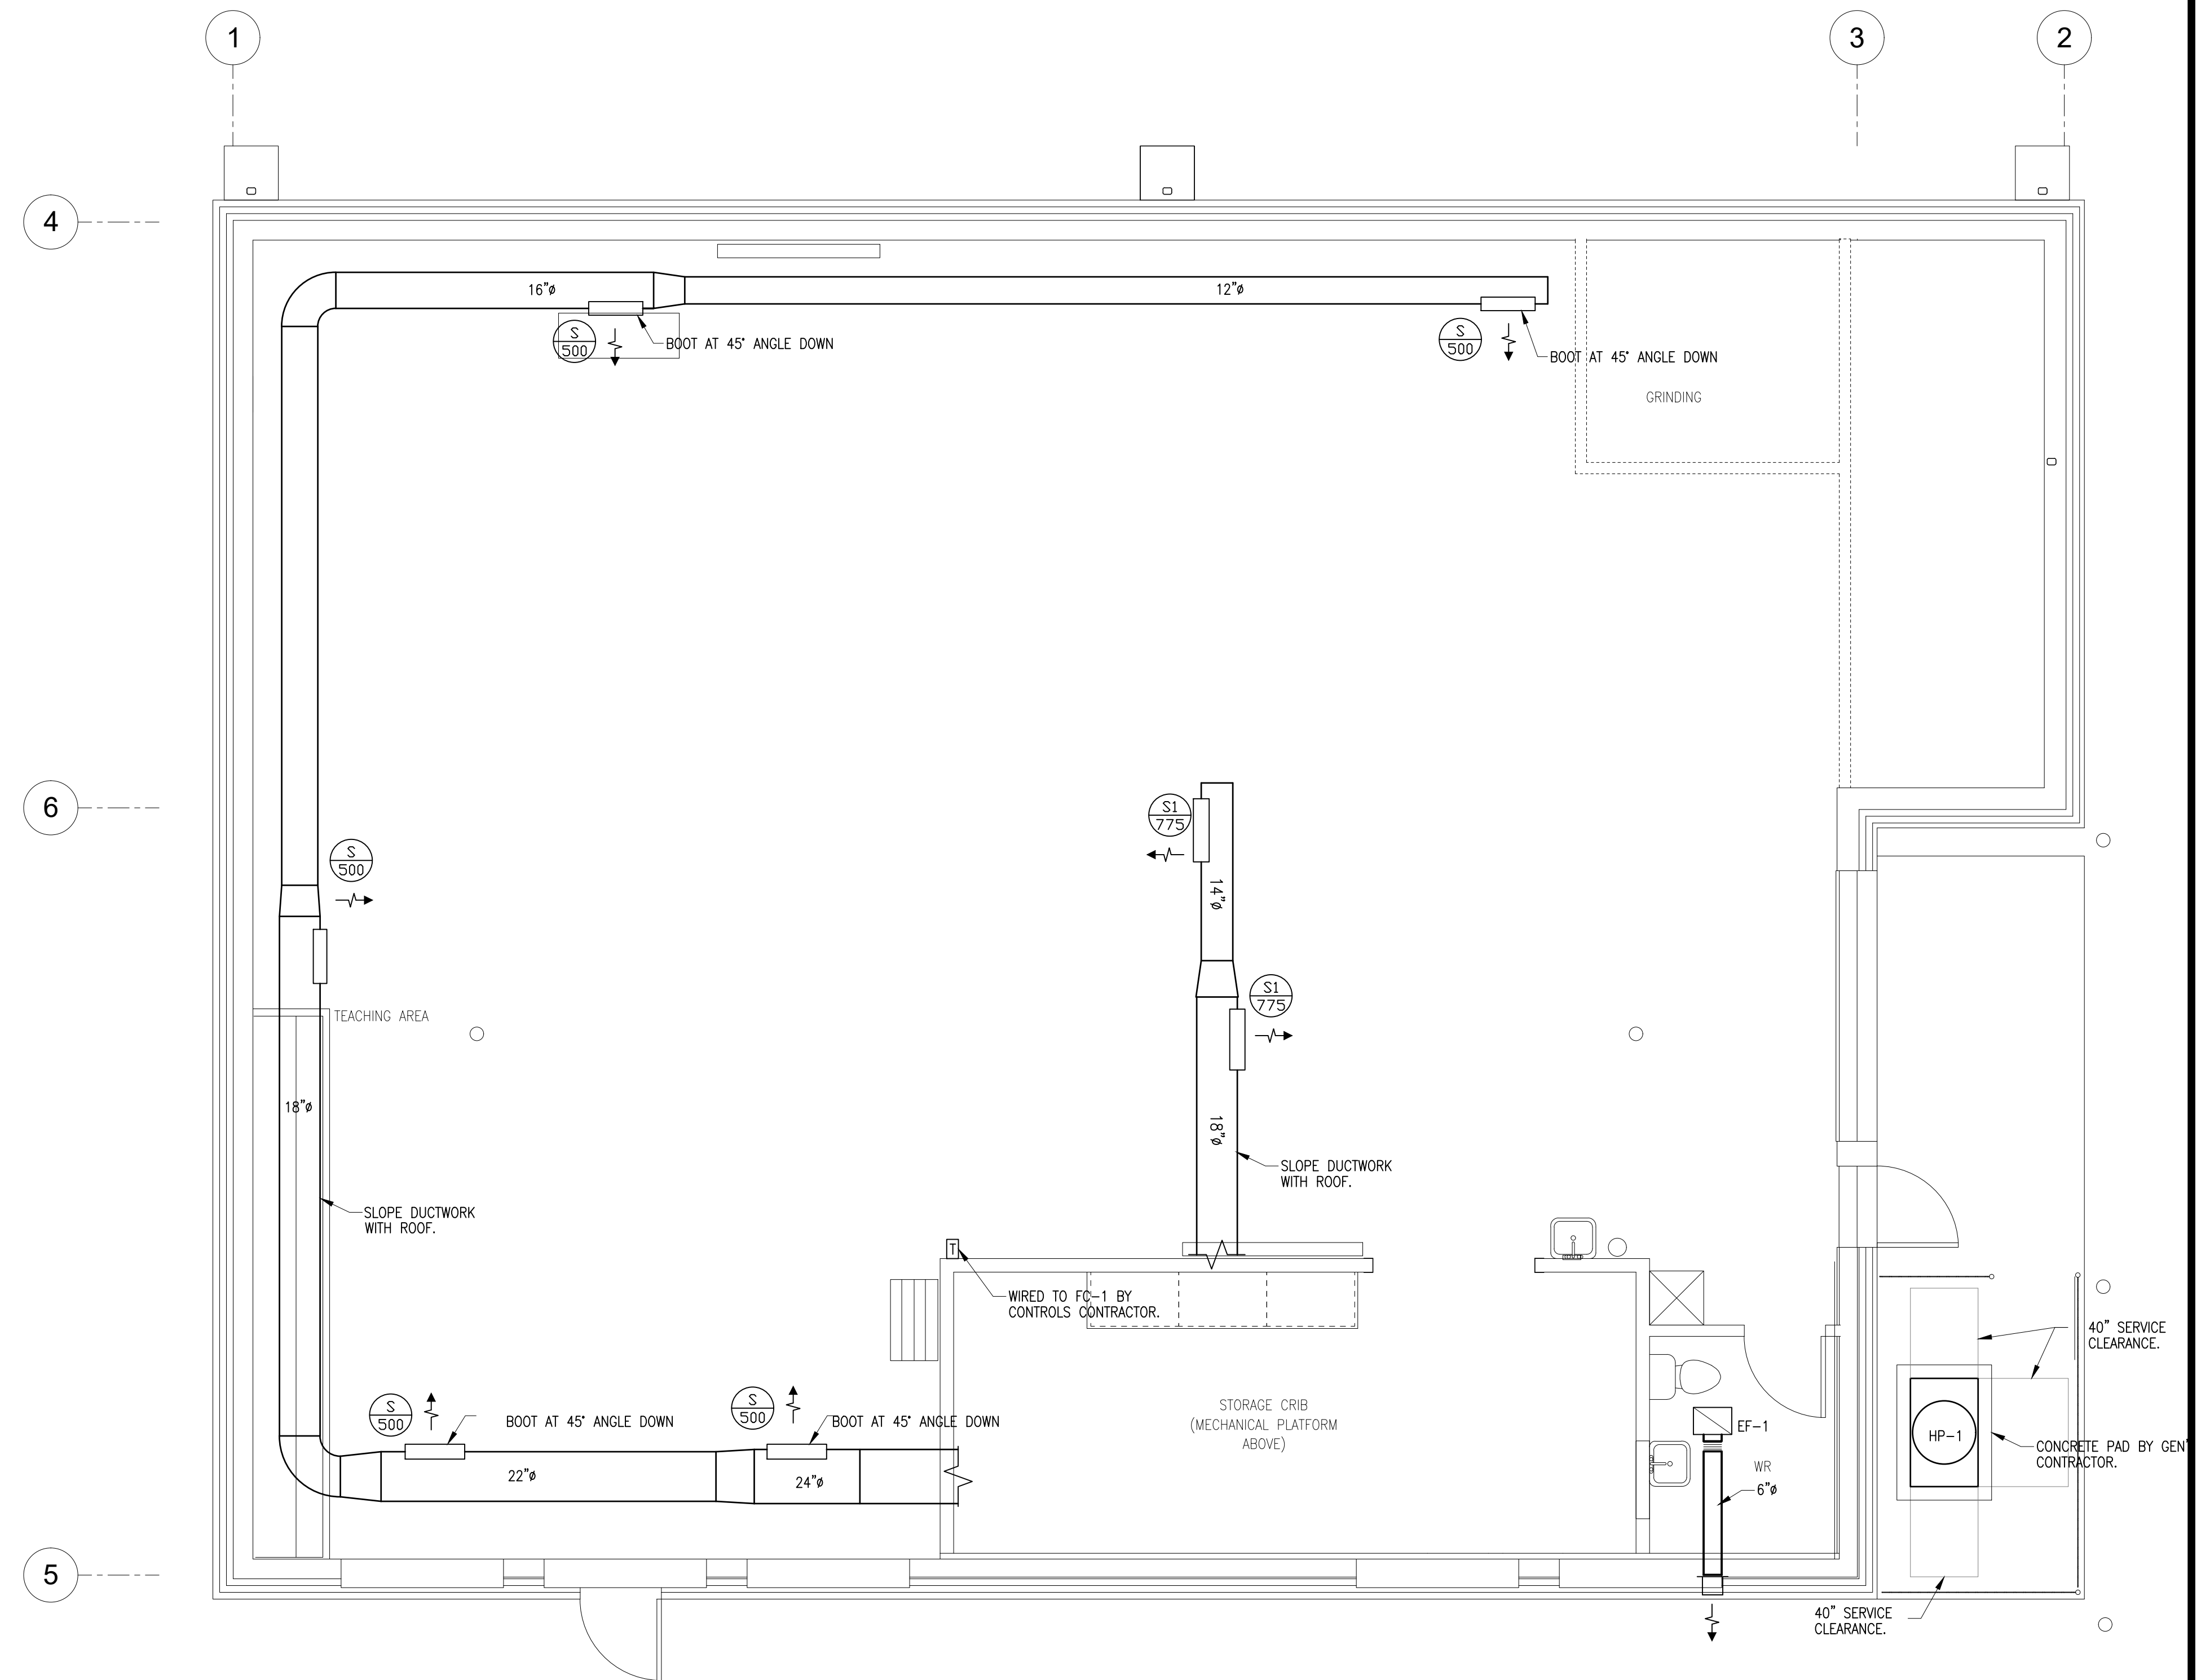 1
3
2
4
16"ø
12"ø
S
500
BOOT AT 45° ANGLE DOWN
S
500
BOOT AT 45° ANGLE DOWN
GRINDING
6
S1
775
S
500
14"ø
S1
775
TEACHING AREA
18"ø
18"ø
SLOPE DUCTWORK
WITH ROOF.
SLOPE DUCTWORK
WITH ROOF.
T
WIRED TO FC-1 BY
CONTROLS CONTRACTOR.
40" SERVICE
CLEARANCE.
S
500
BOOT AT 45° ANGLE DOWN
S
500
BOOT AT 45° ANGLE DOWN
STORAGE CRIB
(MECHANICAL PLATFORM
ABOVE)
EF-1
HP-1
CONCRETE PAD BY GEN'
CONTRACTOR.
22"ø
24"ø
WR
6"ø
5
40" SERVICE
CLEARANCE.